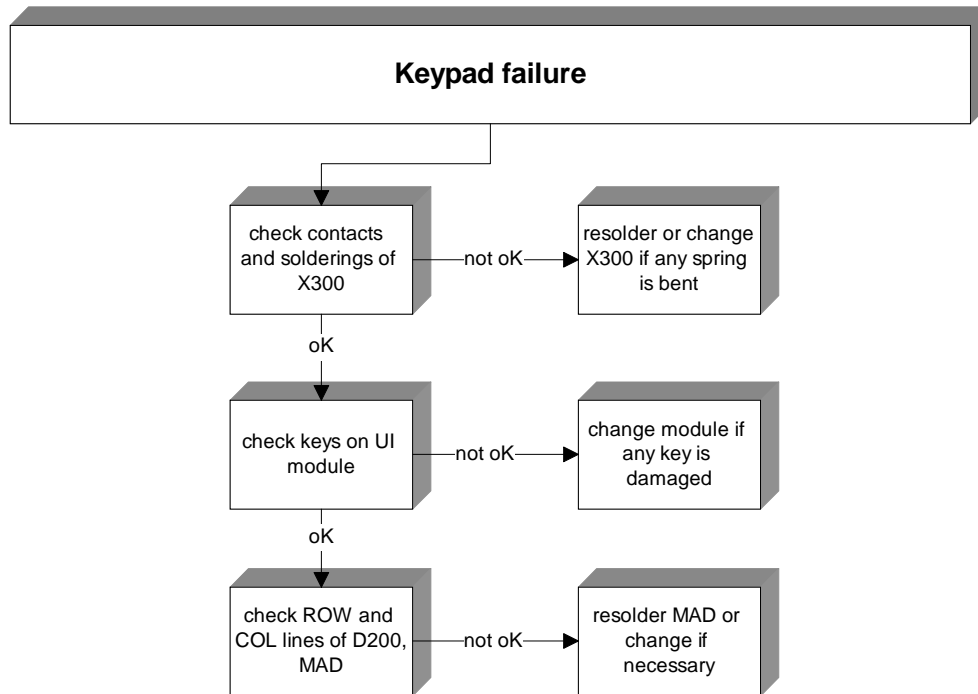 Keypad failure
check contacts
and solderings of
X300
not oK
resolder or change
X300 if any spring
is bent
oK
check keys on UI
module
not oK
change module if
any key is
damaged
oK
check ROW and
COL lines of D200,
MAD
not oK
resolder MAD or
change if
necessary